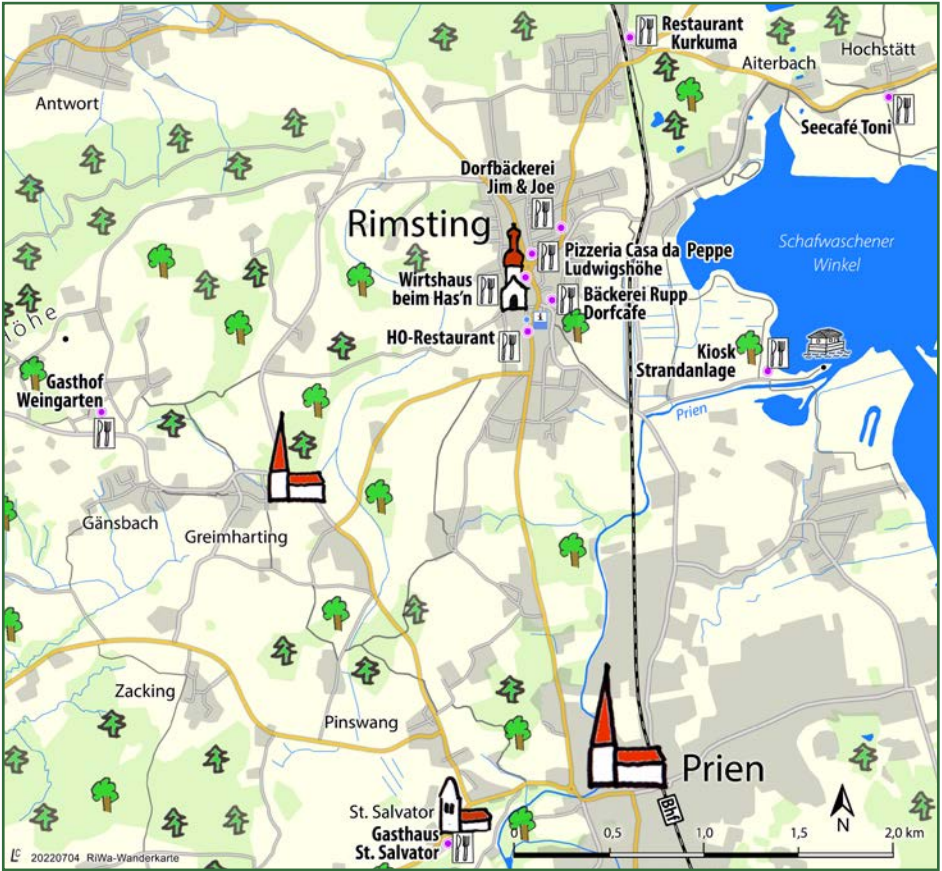 Restaurant
Kurkuma
Hochstätt
Aiterbach
Antwort
Seecafé Toni
Dorfbäckerei
Jim & Joe
Rimsting
Schafwaschener
Winkel
Pizzeria Casa da Peppe
Ludwigshöhe
Wirtshaus
beim Has'n
Bäckerei Rupp
Dorfcafe
höhe
HO-Restaurant
Kiosk
Strandanlage
Gasthof
Weingarten
Prien
Gänsbach
Greimharting
Zacking
Pinswang
Prien
St. Salvator
Gasthaus
St. Salvator
Bhf
N
0 0,5 1,0 1,5 2,0 km
20220704 RiWa-Wanderkarte